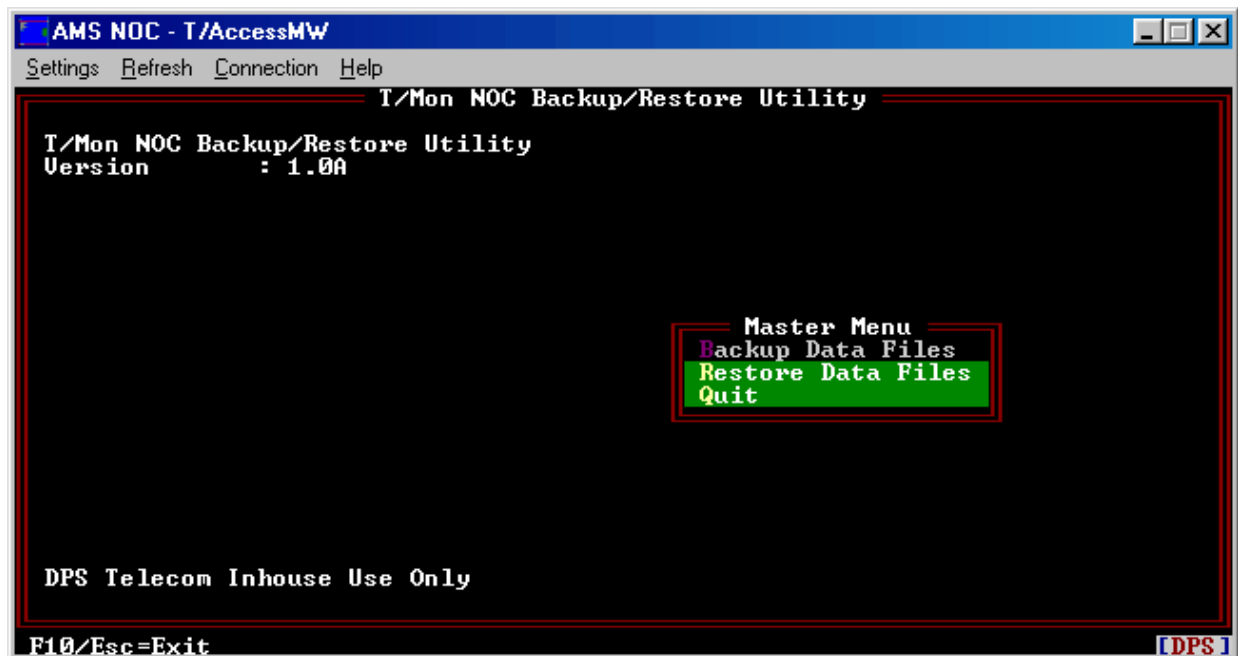 AMS NOC - T/AccessMW
Settings Refresh Connection Help
T/Mon NOC Backup/Restore Utility
T/Mon NOC Backup/Restore Utility
Version : 1.0A
Master Menu
Backup Data Files
Restore Data Files
Quit
DPS Telecom Inhouse Use Only
F10/Esc=Exit [DPS]